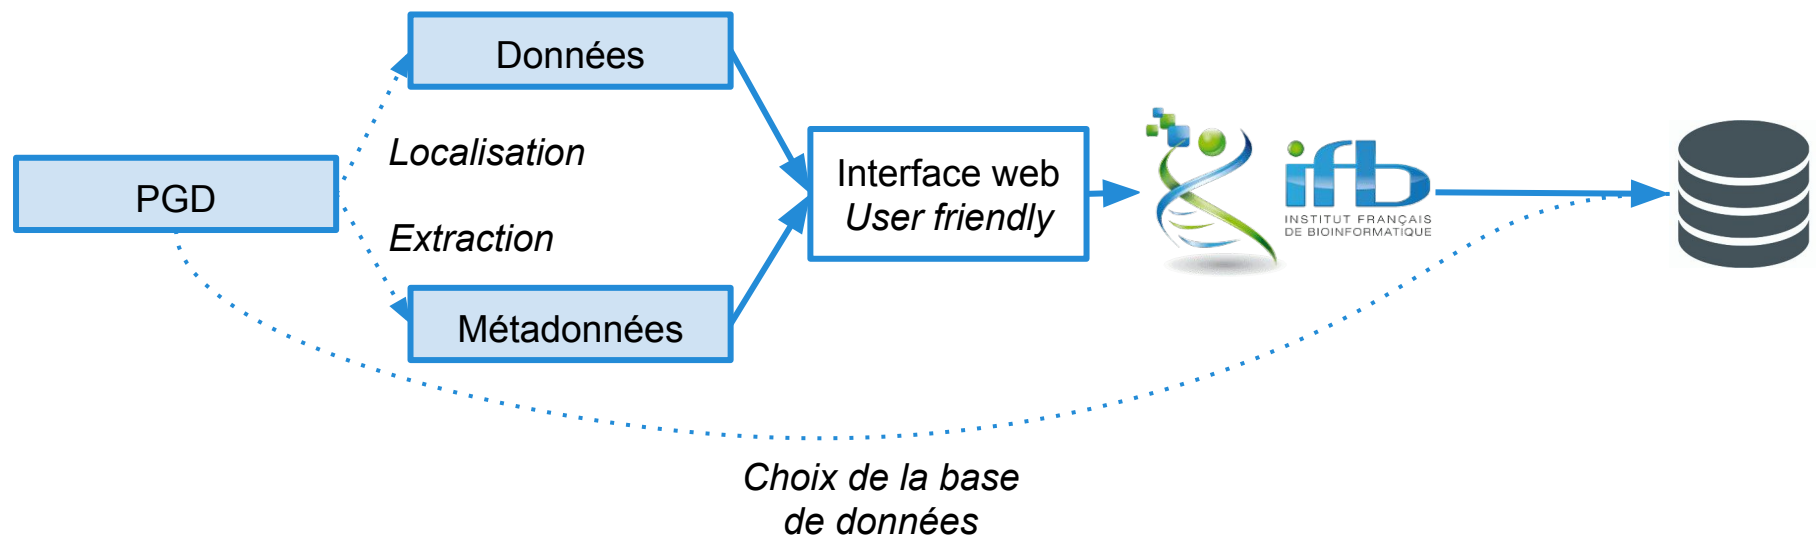 Données
Localisation
PGD
Extraction
Métadonnées
Interface web
User friendly
ifb
INSTITUT FRANÇAIS
DE BIOINFORMATIQUE
Choix de la base
de données